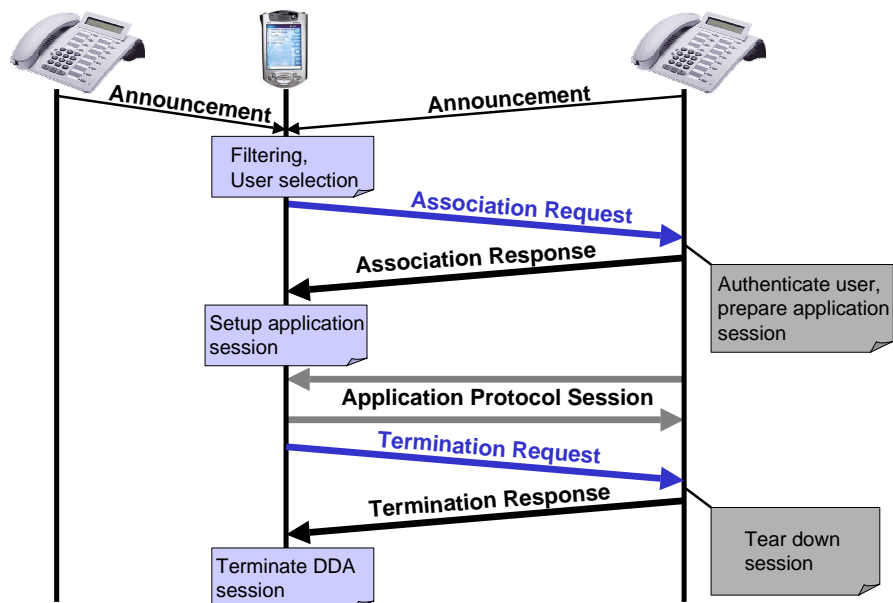 Announcement
Announcement
Filtering,
User selection
Association Request
Association Response
Authenticate user,
prepare application
session
Setup application
session
Application Protocol Session
Termination Request
Termination Response
Tear down
session
Terminate DDA
session